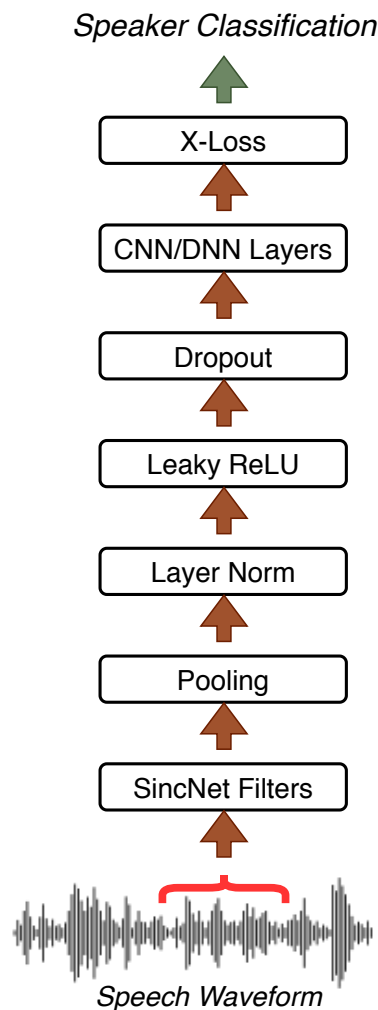 Speaker Classification
X-Loss
CNN/DNN Layers
Dropout
Leaky ReLU
Layer Norm
Pooling
SincNet Filters
Speech Waveform